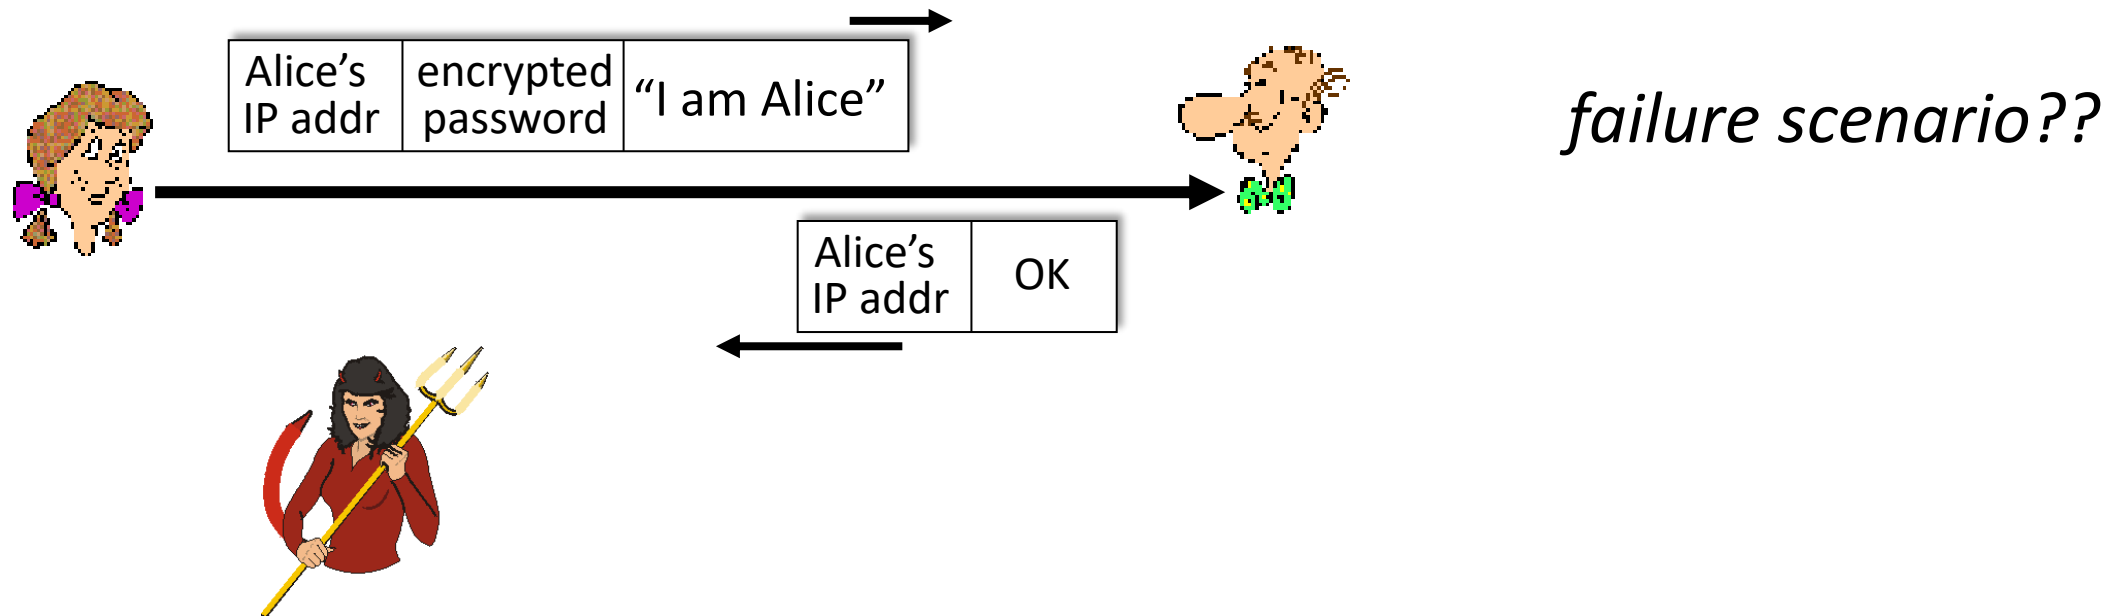 Alice’s
IP addr
encrypted
password
“I am Alice”
failure scenario??
Alice’s
IP addr
OK